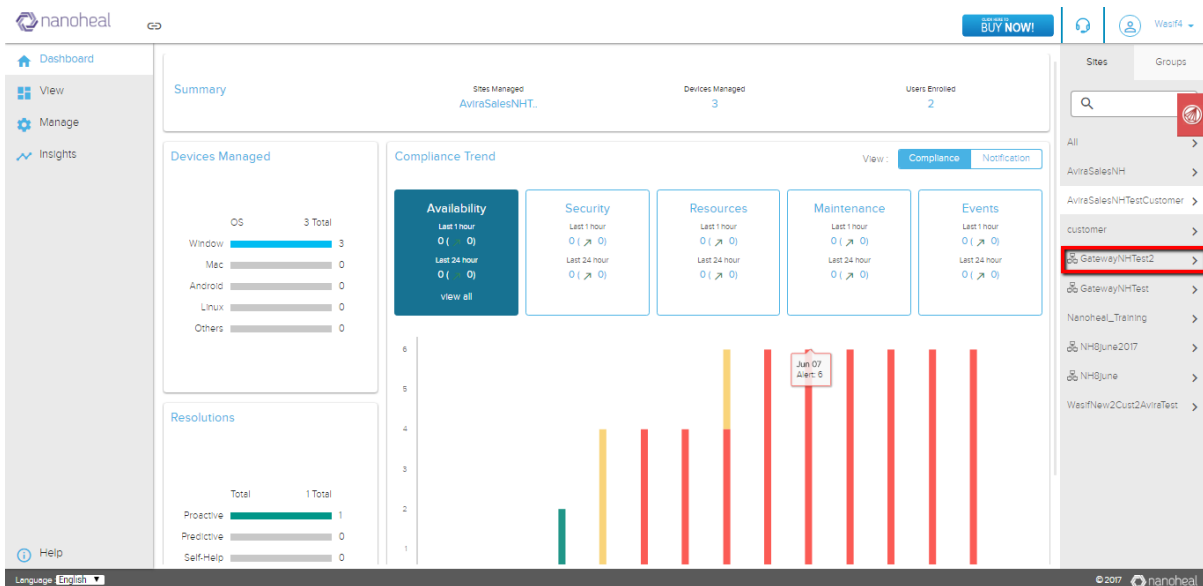 nanoheal
CLICK HERE TO
BUY NOW!
Wasif4
Dashboard
View
Manage
Insights
Help
Summary
Sites Managed
AviraSalesNHT..
Devices Managed
3
Users Enrolled
2
Devices Managed
OS 3 Total
Window 3
Mac 0
Android 0
Linux 0
Others 0
Resolutions
Total 1 Total
Proactive 1
Predictive 0
Self-Help 0
Compliance Trend
View : Compliance Notification
Availability
Last 1 hour
0 ( 0)
Last 24 hour
0 ( 0)
view all
Security
Last 1 hour
0 ( 0)
Last 24 hour
0 ( 0)
Resources
Last 1 hour
0 ( 0)
Last 24 hour
0 ( 0)
Maintenance
Last 1 hour
0 ( 0)
Last 24 hour
0 ( 0)
Events
Last 1 hour
0 ( 0)
Last 24 hour
0 ( 0)
6
5
4
3
2
1
Jun 07
Alert: 6
Sites Groups
All
AviraSalesNH
AviraSalesNHTestCustomer
customer
GatewayNHTest2
GatewayNHTest
Nanoheal_Training
NH8june2017
NH8june
WasifNew2Cust2AviraTest
Language : English
© 2017 nanoheal